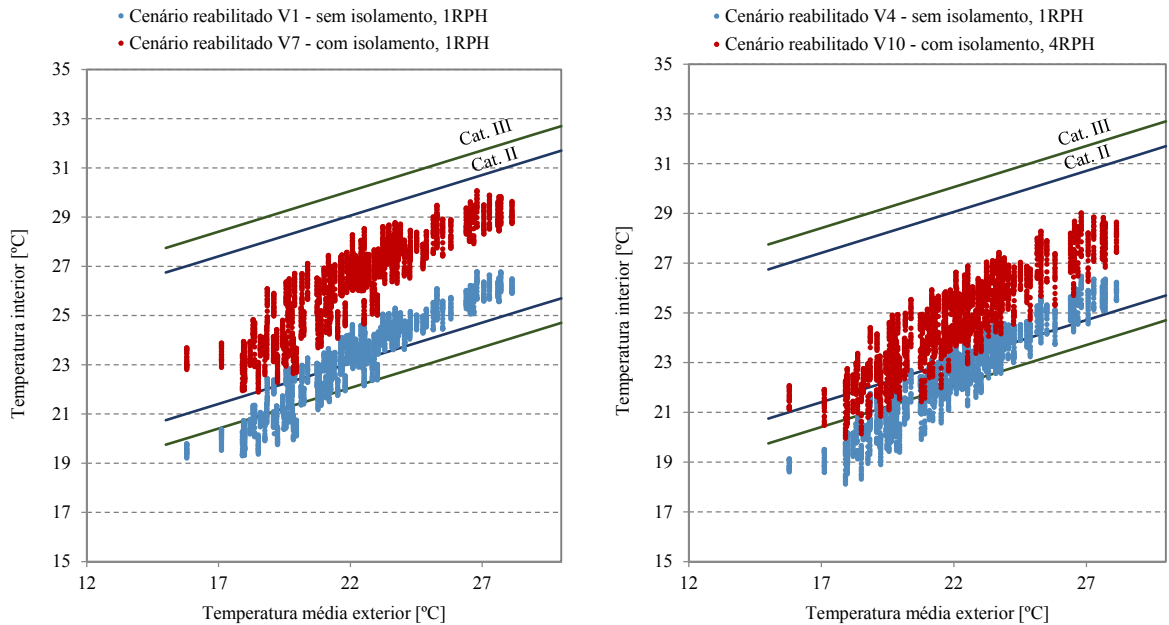 Cenário reabilitado V1 - sem isolamento, 1RPH
Cenário reabilitado V7 - com isolamento, 1RPH
35
33
31
29
27
25
23
21
19
17
15
12
17
22
27
Temperatura interior [ºC]
Temperatura média exterior [ºC]
Cat. III
Cat. II
Cenário reabilitado V4 - sem isolamento, 1RPH
Cenário reabilitado V10 - com isolamento, 4RPH
35
33
31
29
27
25
23
21
19
17
15
12
17
22
27
Temperatura interior [ºC]
Temperatura média exterior [ºC]
Cat. III
Cat. II